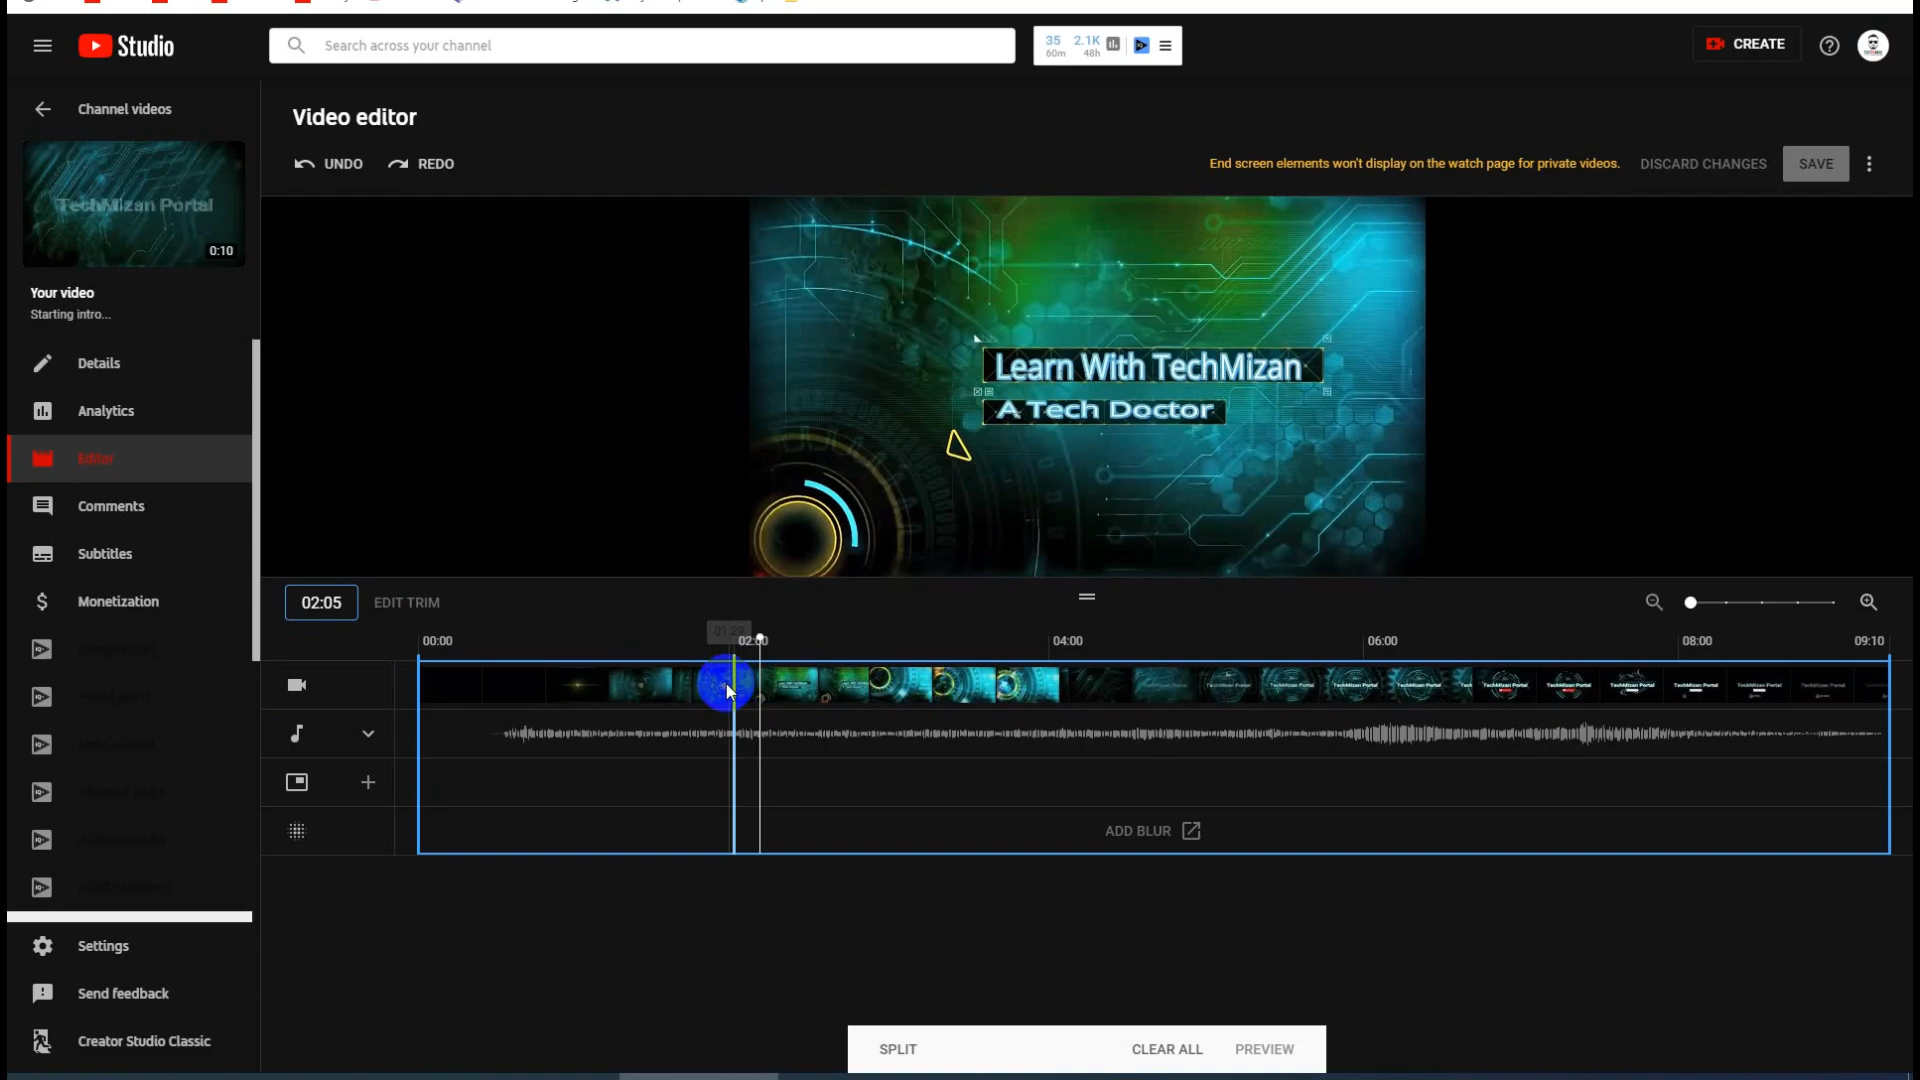 Studio
Search across your channel
35 2.1K
60m 48h
CREATE
Channel videos
TechMizan Portal
0:10
Your video
Starting intro...
Details
Analytics
Editor
Comments
Subtitles
Monetization
Settings
Send feedback
Creator Studio Classic
Video editor
UNDO REDO
End screen elements won't display on the watch page for private videos.
DISCARD CHANGES
SAVE
Learn With TechMizan
A Tech Doctor
02:05
EDIT TRIM
00:00 02:00 04:00 06:00 08:00 09:10
ADD BLUR
SPLIT CLEAR ALL PREVIEW